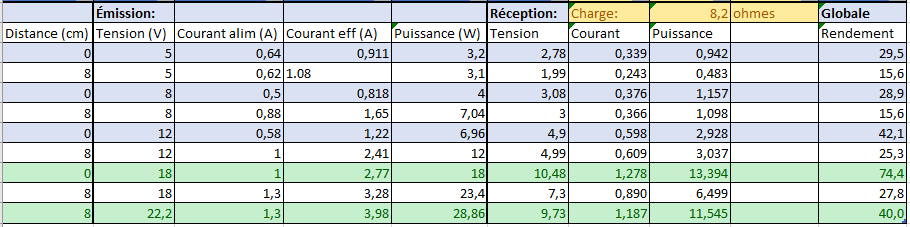 Émission: Réception: Charge: 8,2 ohmes Globale
Distance (cm) Tension (V) Courant alim (A) Courant eff (A) Puissance (W) Tension Courant Puissance Rendement
0 5 0,64 0,911 3,2 2,78 0,339 0,942 29,5
8 5 0,62 1.08 3,1 1,99 0,243 0,483 15,6
0 8 0,5 0,818 4 3,08 0,376 1,157 28,9
8 8 0,88 1,65 7,04 3 0,366 1,098 15,6
0 12 0,58 1,22 6,96 4,9 0,598 2,928 42,1
8 12 1 2,41 12 4,99 0,609 3,037 25,3
0 18 1 2,77 18 10,48 1,278 13,394 74,4
8 18 1,3 3,28 23,4 7,3 0,890 6,499 27,8
8 22,2 1,3 3,98 28,86 9,73 1,187 11,545 40,0